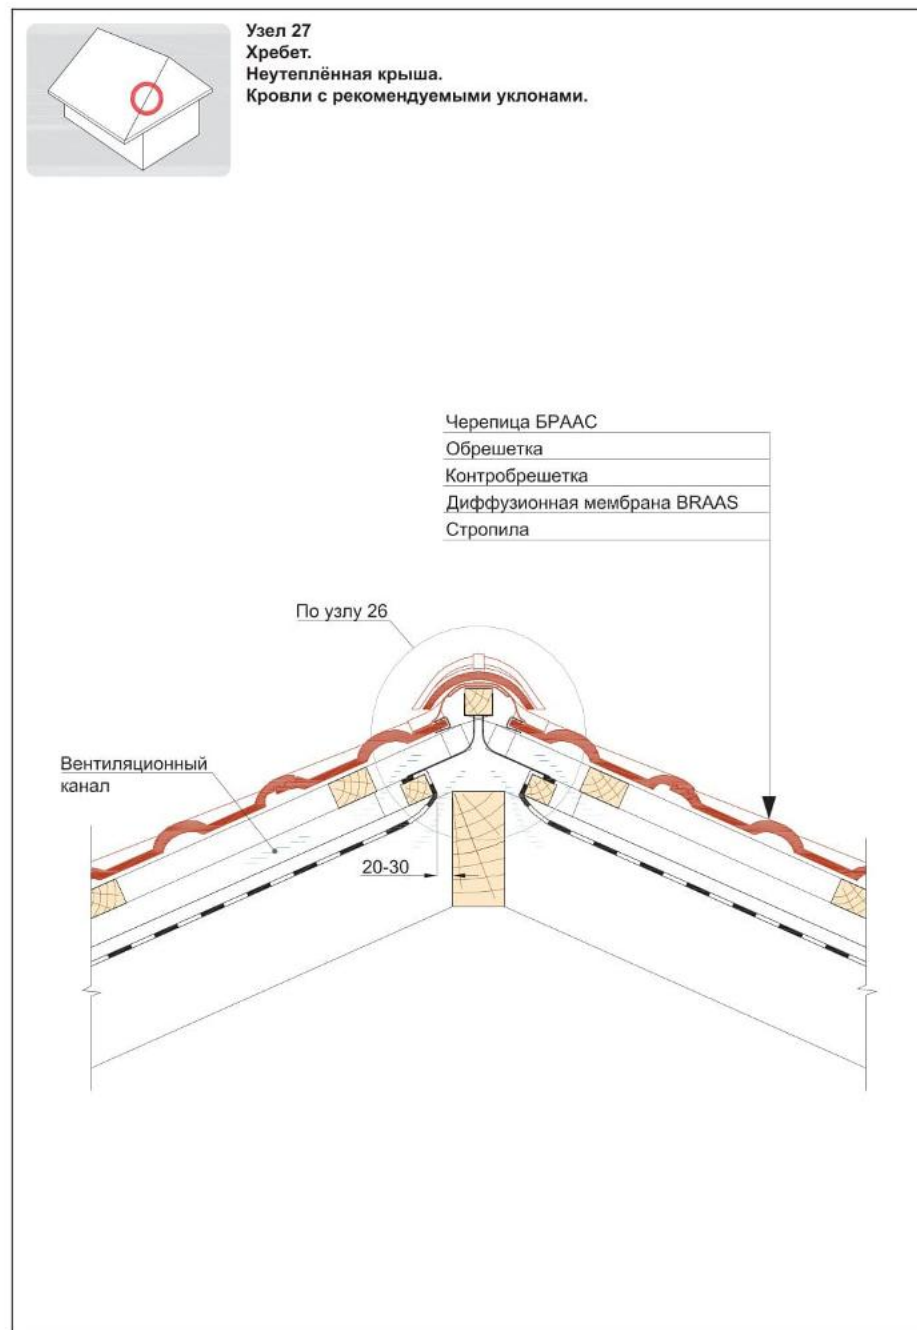 Узел 27
Хребет.
Неутеплённая крыша.
Кровли с рекомендуемыми уклонами.
Черепица БРААС
Обрешетка
Контробрешетка
Диффузионная мембрана BRAAS
Стропила
По узлу 26
Вентиляционный
канал
20-30